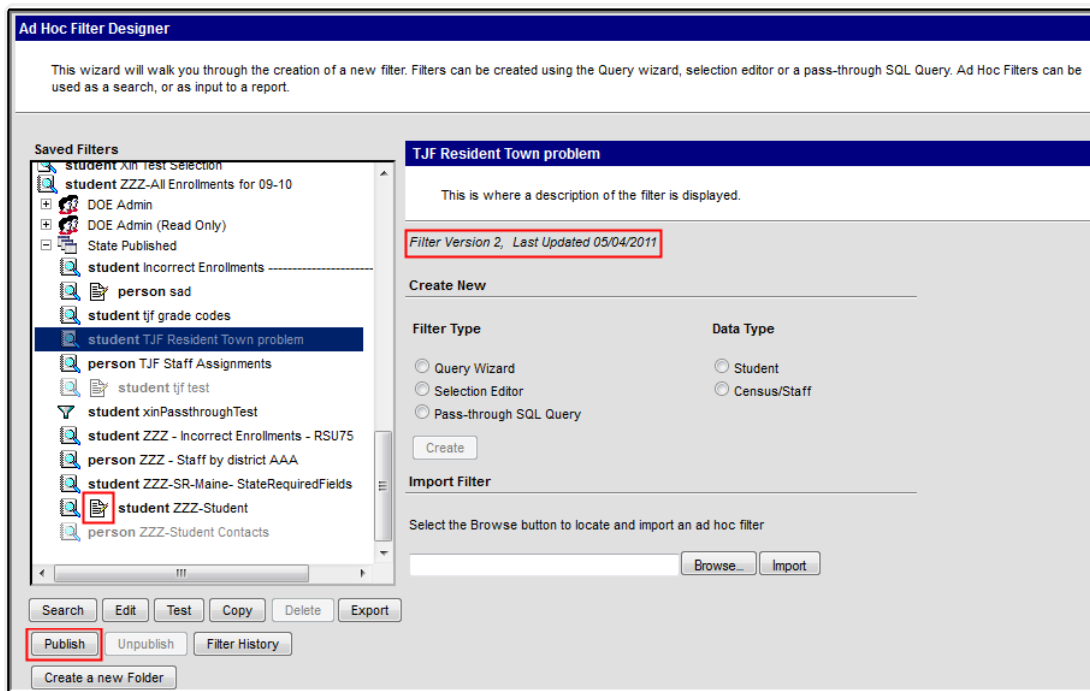 Ad Hoc Filter Designer
This wizard will walk you through the creation of a new filter. Filters can be created using the Query wizard, selection editor or a pass-through SQL Query. Ad Hoc Filters can be
used as a search, or as input to a report.
Saved Filters
student Xin Test Selection
student ZZZ-All Enrollments for 09-10
DOE Admin
DOE Admin (Read Only)
State Published
student Incorrect Enrollments -----------------------
person sad
student tjf grade codes
student TJF Resident Town problem
person TJF Staff Assignments
student tjf test
student xinPassthroughTest
student ZZZ - Incorrect Enrollments - RSU75
person ZZZ - Staff by district AAA
student ZZZ-SR-Maine- StateRequiredFields
student ZZZ-Student
person ZZZ-Student Contacts
Search Edit Test Copy Delete Export
Publish Unpublish Filter History
Create a new Folder
TJF Resident Town problem
This is where a description of the filter is displayed.
Filter Version 2, Last Updated 05/04/2011
Create New
Filter Type Data Type
Query Wizard Student
Selection Editor Census/Staff
Pass-through SQL Query
Create
Import Filter
Select the Browse button to locate and import an ad hoc filter
Browse... Import